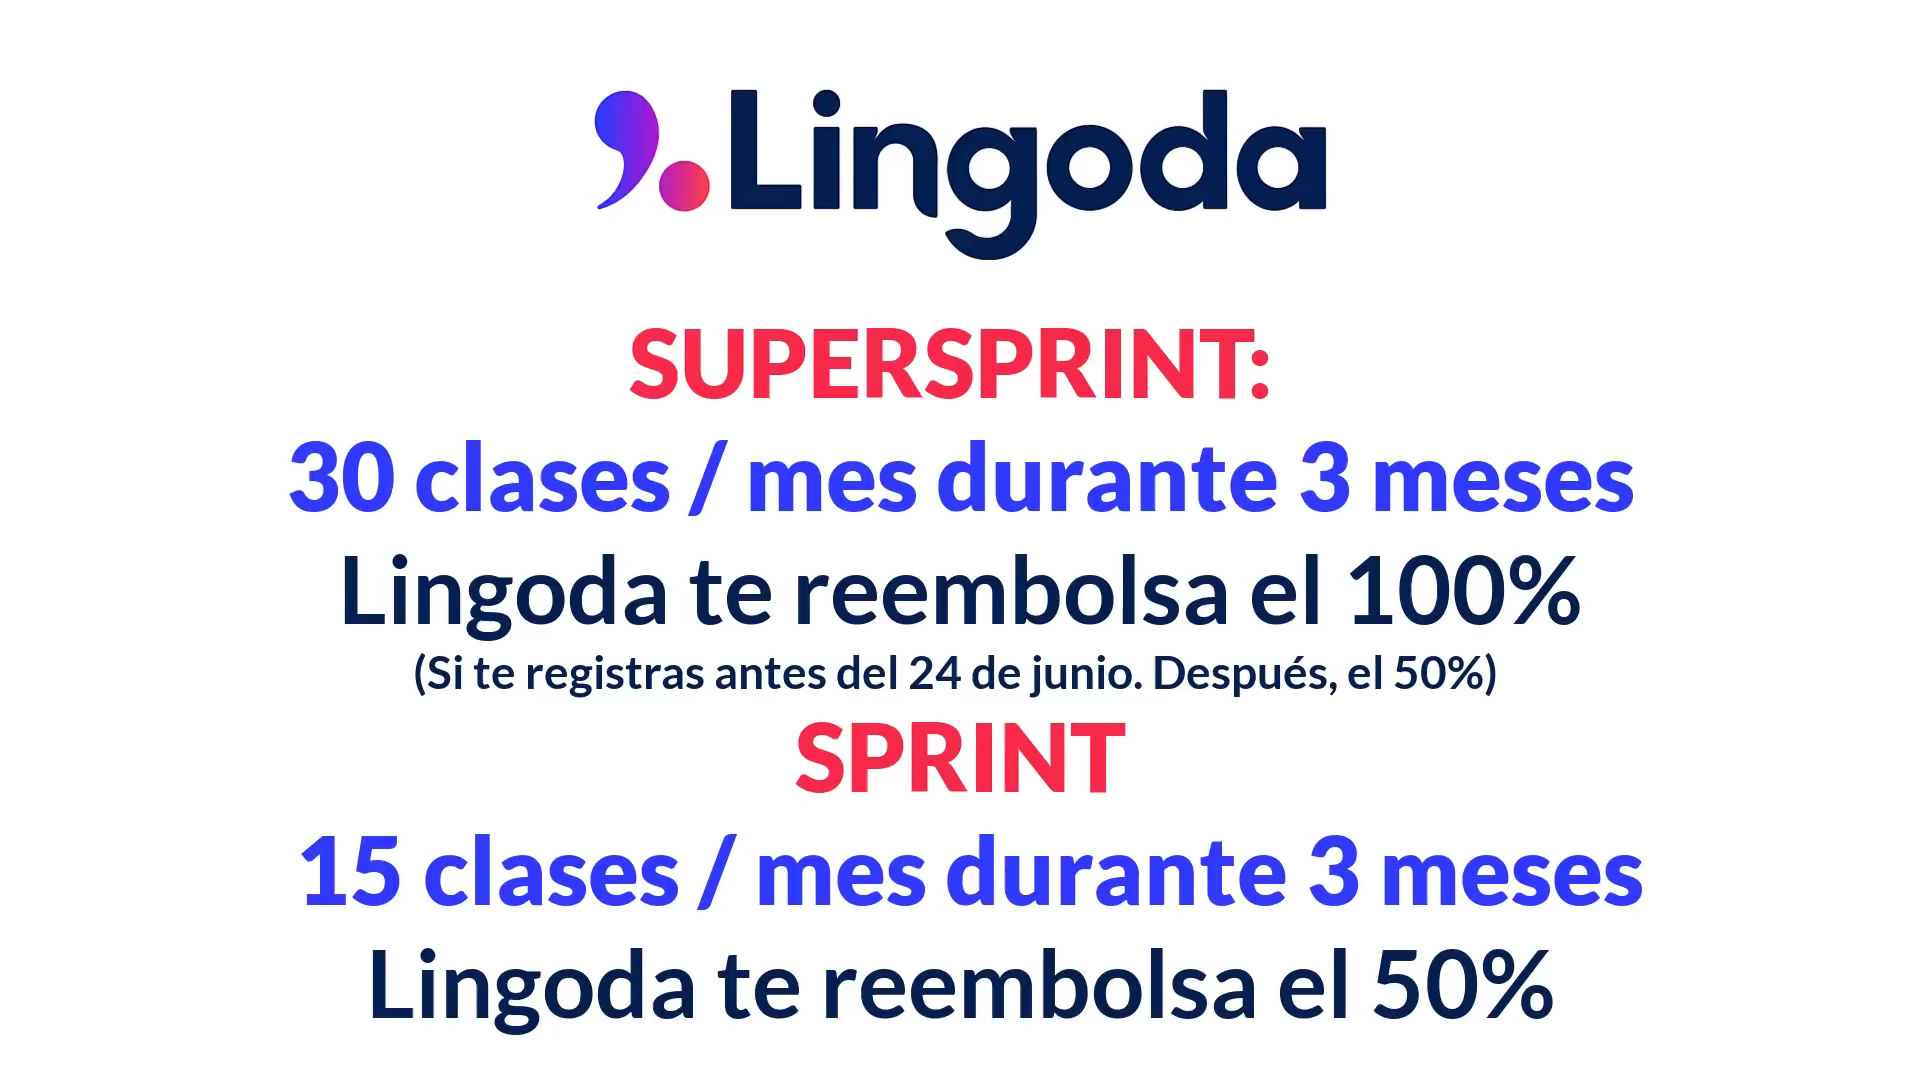 Lingoda
SUPERSPRINT:
30 clases / mes durante 3 meses
Lingoda te reembolsa el 100%
(Si te registras antes del 24 de junio. Después, el 50%)
SPRINT
15 clases / mes durante 3 meses
Lingoda te reembolsa el 50%